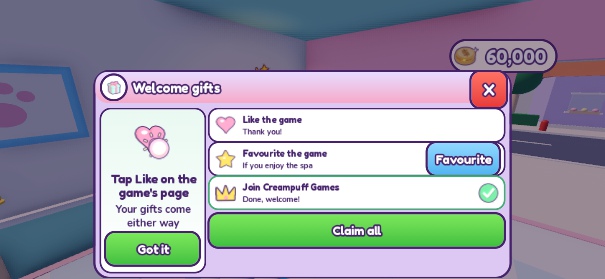 60,000
Welcome gifts
Tap Like on the
game's page
Your gifts come
either way
Got it
Like the game
Thank you!
Favourite the game
If you enjoy the spa
Favourite
Join Creampuff Games
Done, welcome!
Claim all